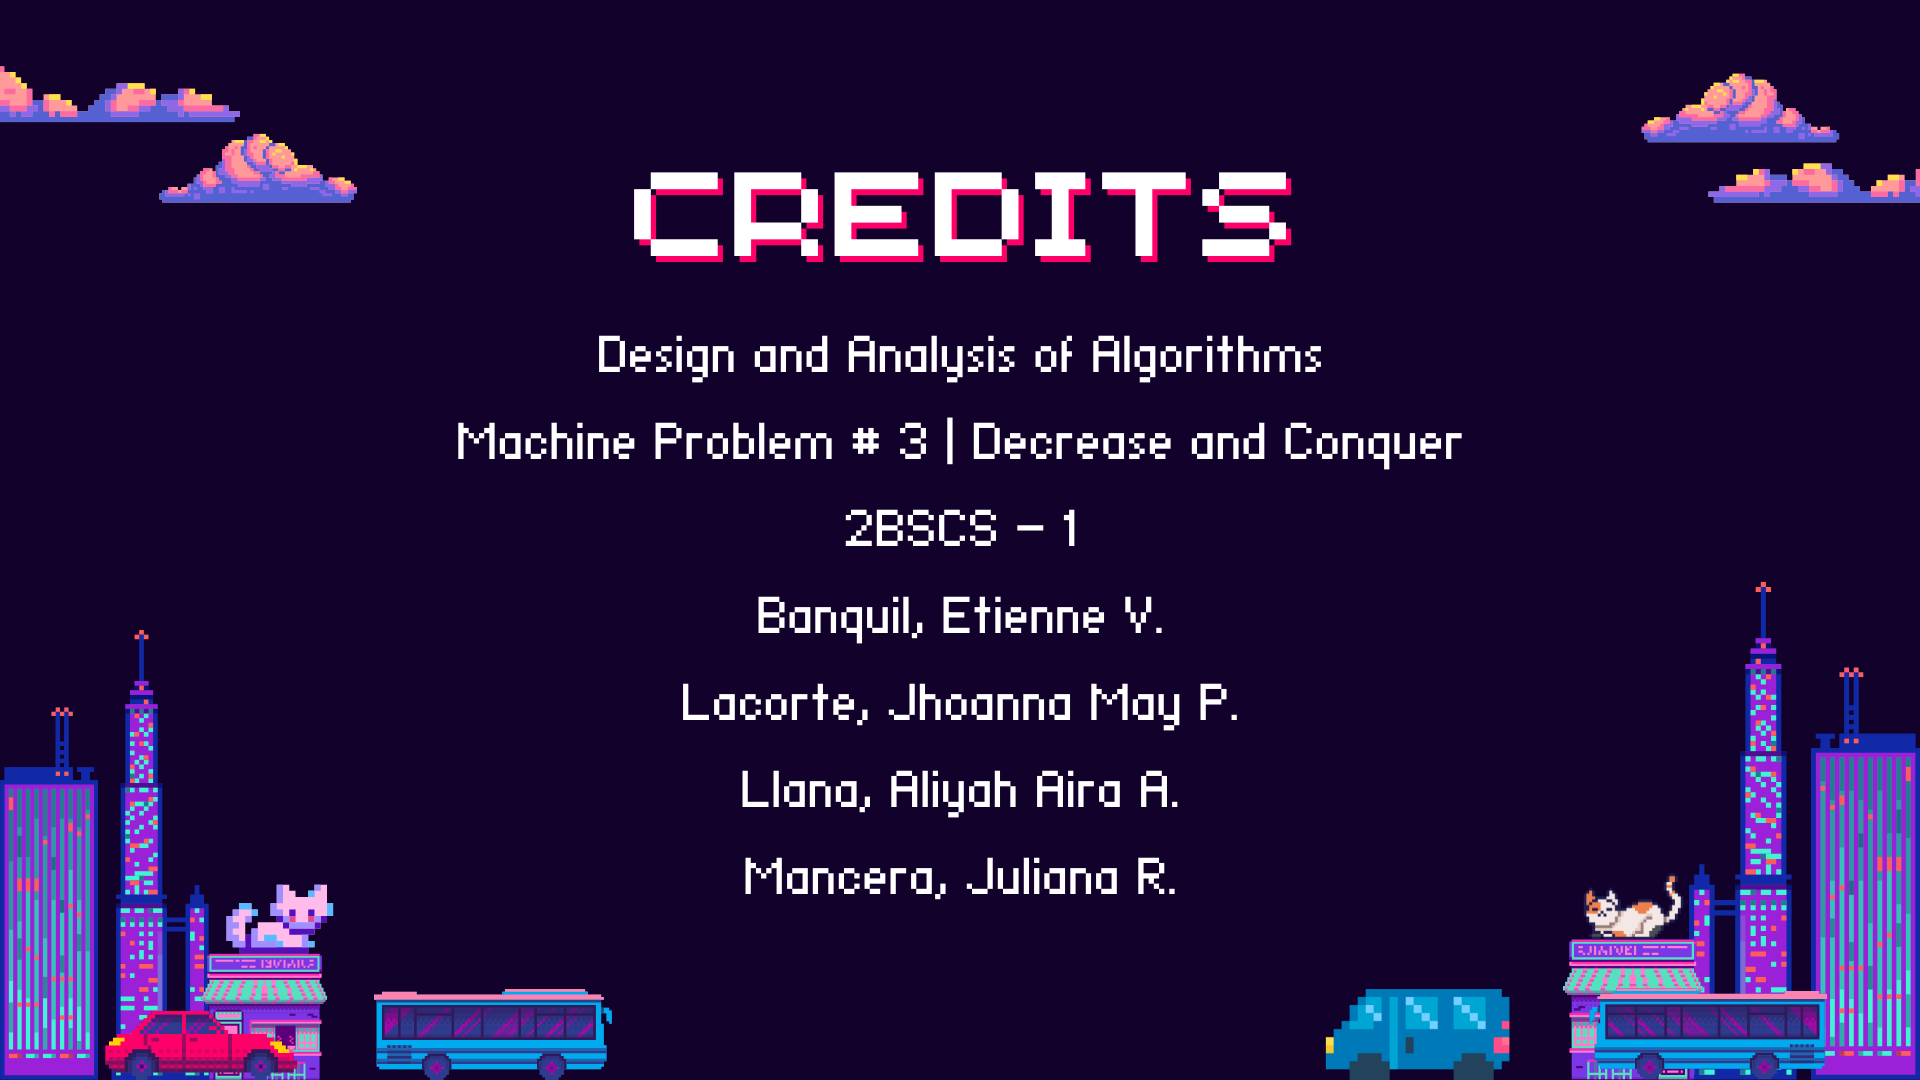 CREDITS
Design and Analysis of Algorithms
Machine Problem # 3 | Decrease and Conquer
2BSCS - 1
Banquil, Etienne V.
Lacorte, Jhoanna May P.
Llana, Aliyah Aira A.
Mancera, Juliana R.